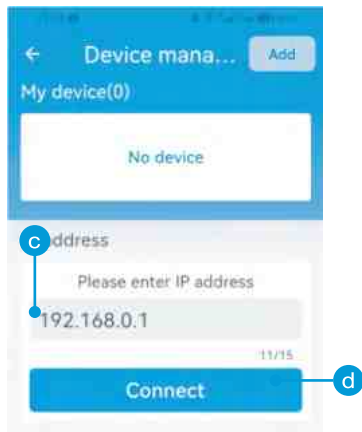 ← Device mana... Add
My device(0)
No device
c ddress
Please enter IP address
192.168.0.1
11/15
Connect
d